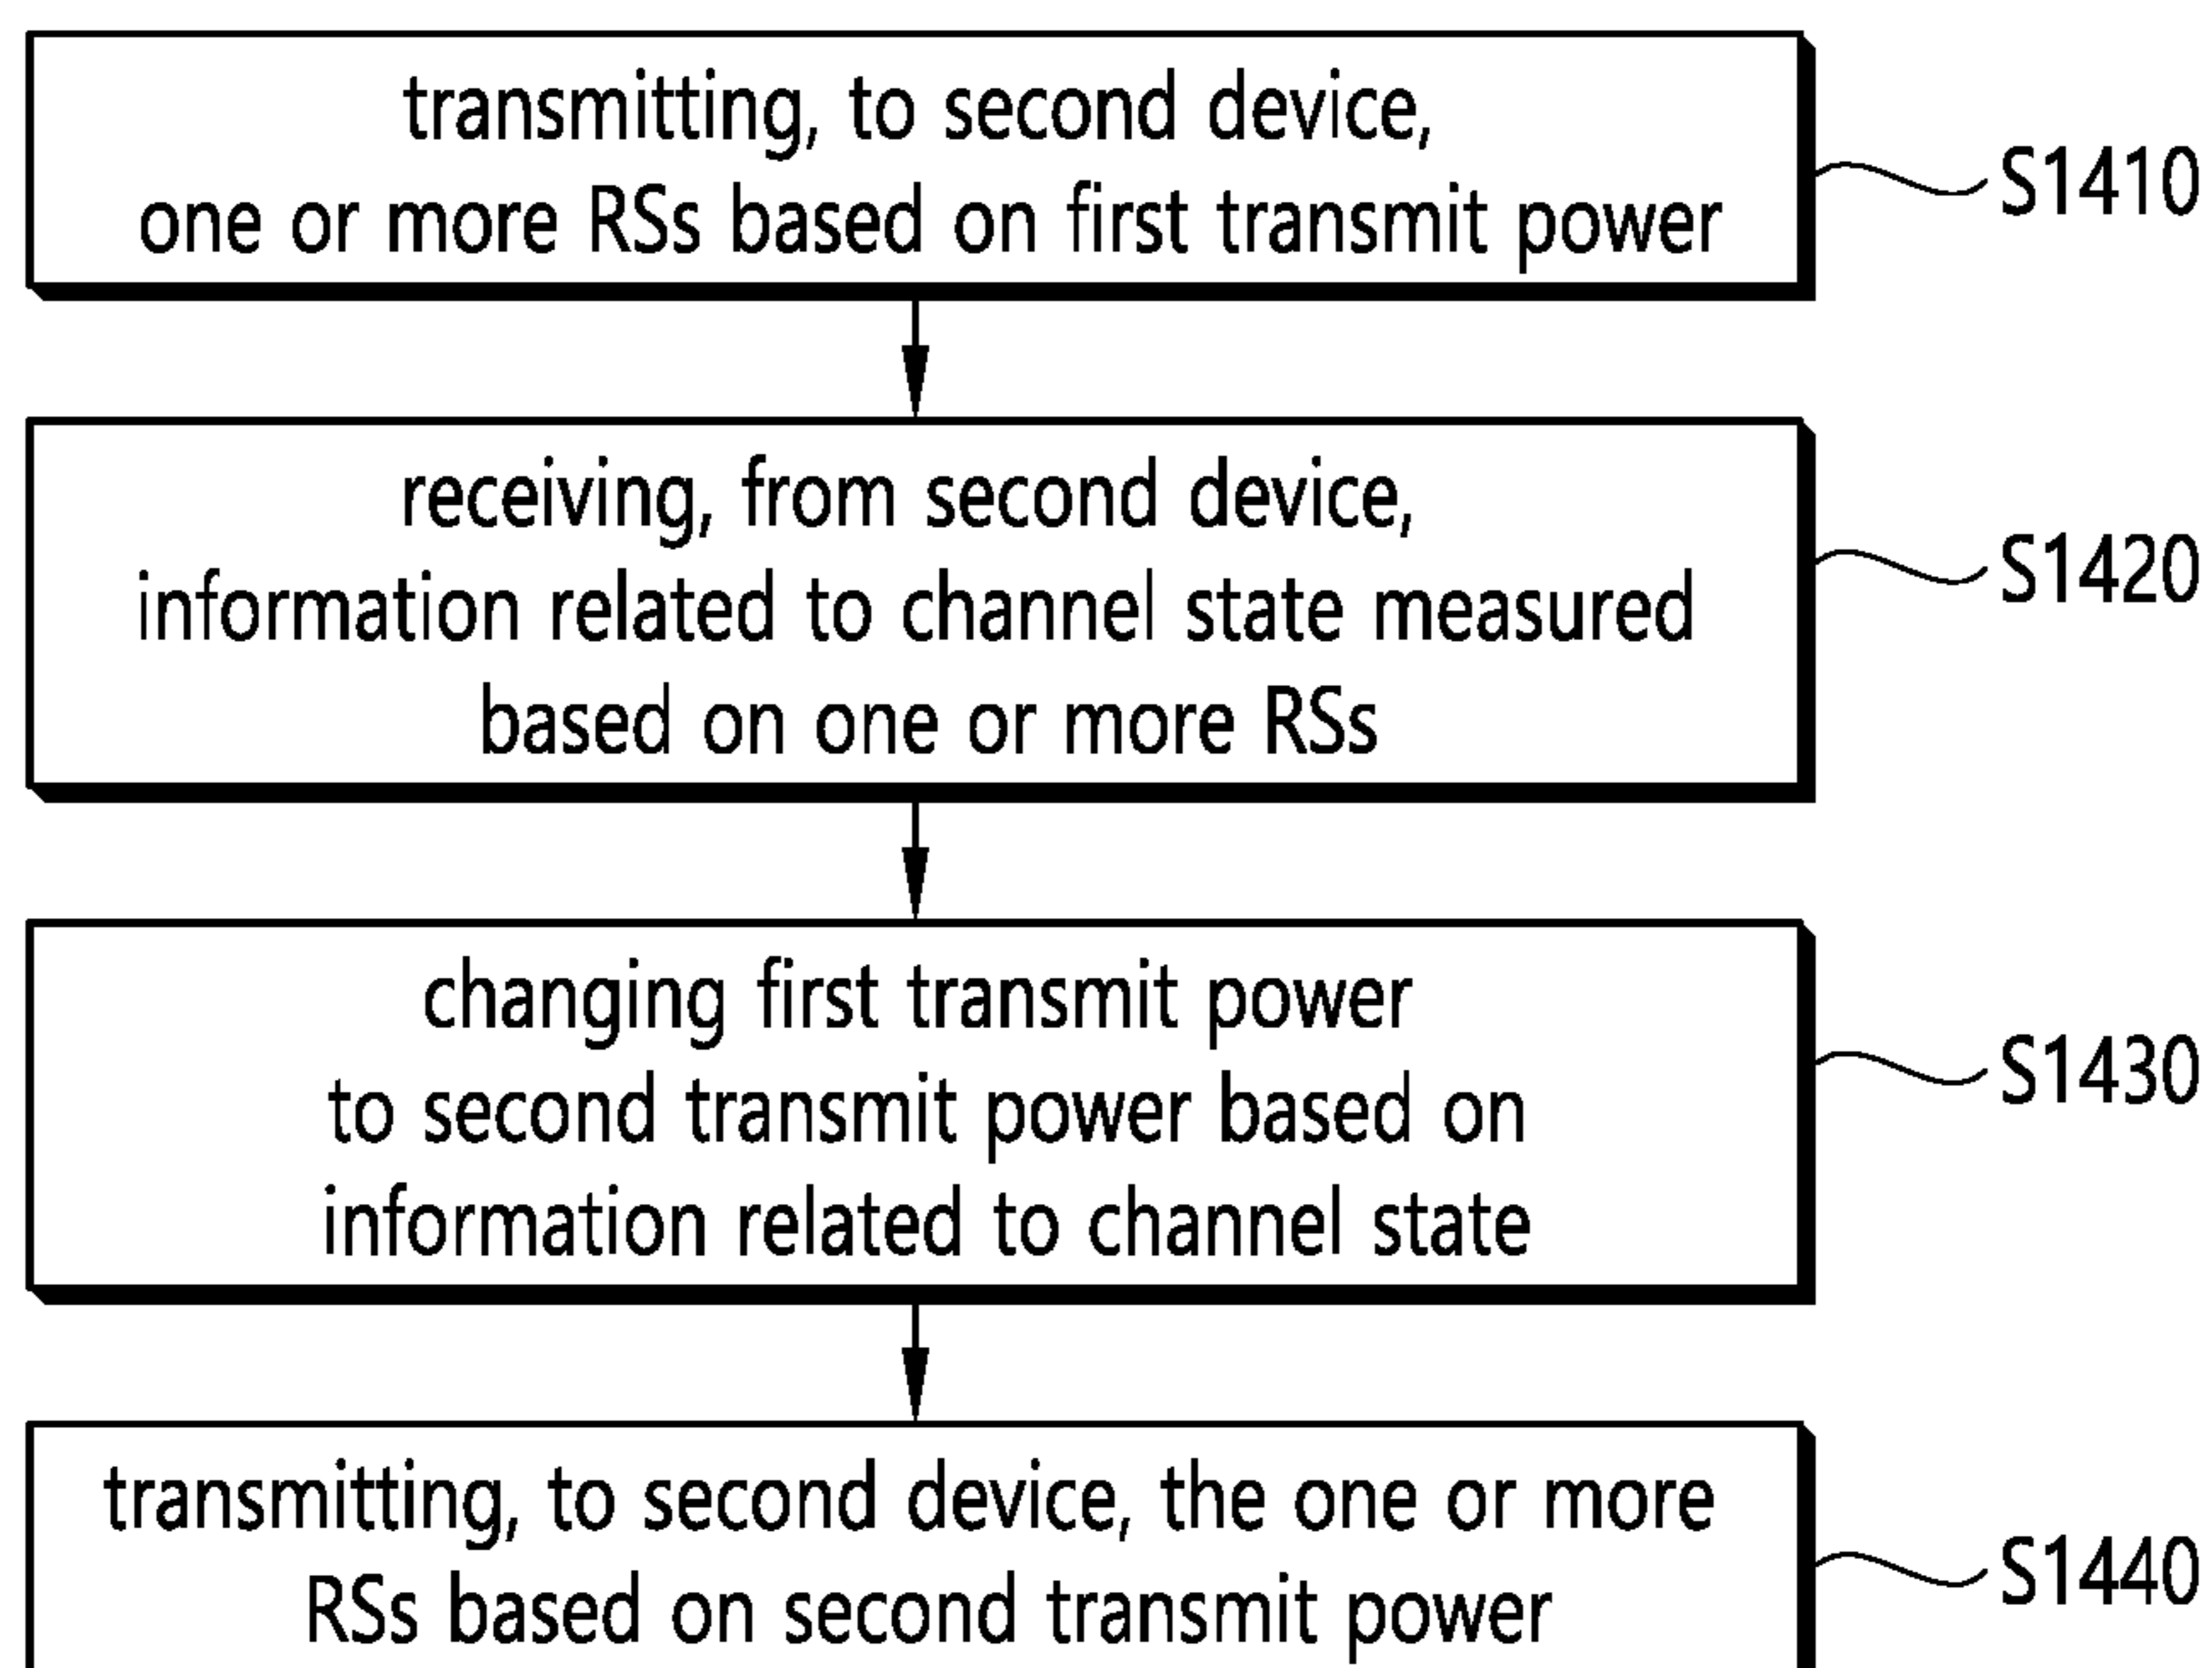 transmitting, to second device,
one or more RSs based on first transmit power
S1410
receiving, from second device,
information related to channel state measured
based on one or more RSs
S1420
changing first transmit power
to second transmit power based on
information related to channel state
S1430
transmitting, to second device, the one or more
RSs based on second transmit power
S1440